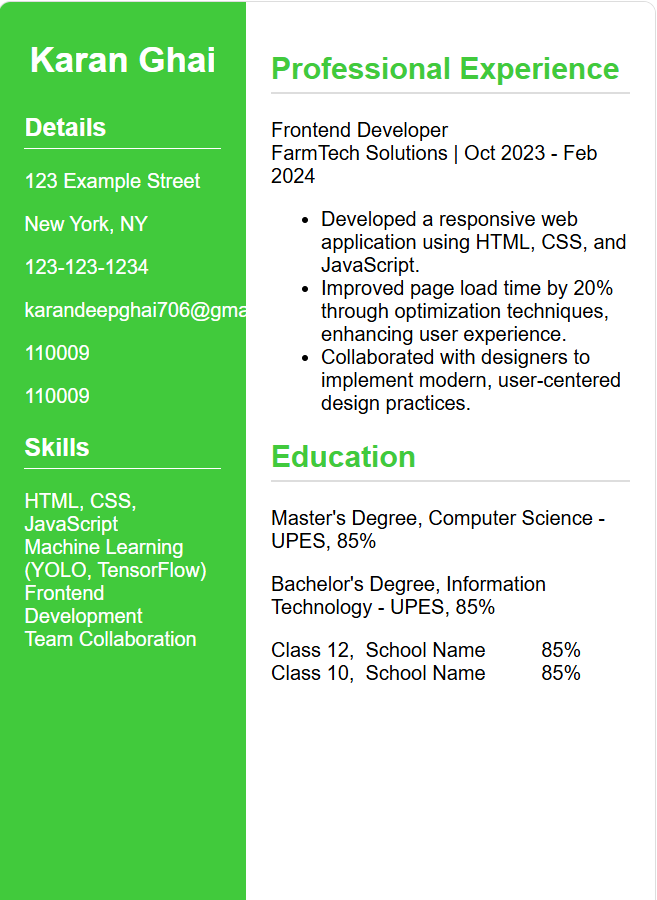 Karan Ghai
Details
123 Example Street
New York, NY
123-123-1234
karandeepghai706@gma
110009
110009
Skills
HTML, CSS,
JavaScript
Machine Learning
(YOLO, TensorFlow)
Frontend
Development
Team Collaboration
Professional Experience
Frontend Developer
FarmTech Solutions | Oct 2023 - Feb
2024
• Developed a responsive web
application using HTML, CSS, and
JavaScript.
• Improved page load time by 20%
through optimization techniques,
enhancing user experience.
• Collaborated with designers to
implement modern, user-centered
design practices.
Education
Master's Degree, Computer Science -
UPES, 85%
Bachelor's Degree, Information
Technology - UPES, 85%
Class 12, School Name 85%
Class 10, School Name 85%